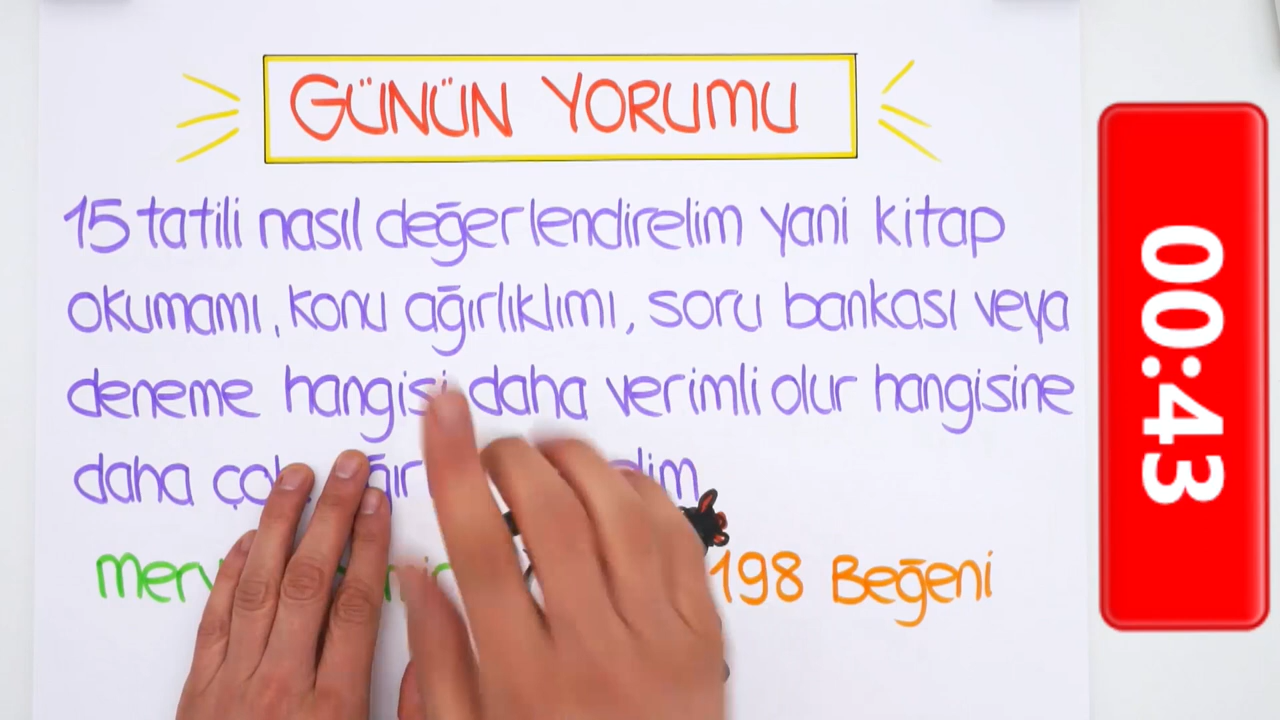 GÜNÜN YORUMU
15 tatili nasıl değerlendirelim yani kitap
okumamı, konu ağırlıklımı, soru bankası veya
deneme hangisi daha verimli olur hangisine
daha
198 Beğeni
00:43